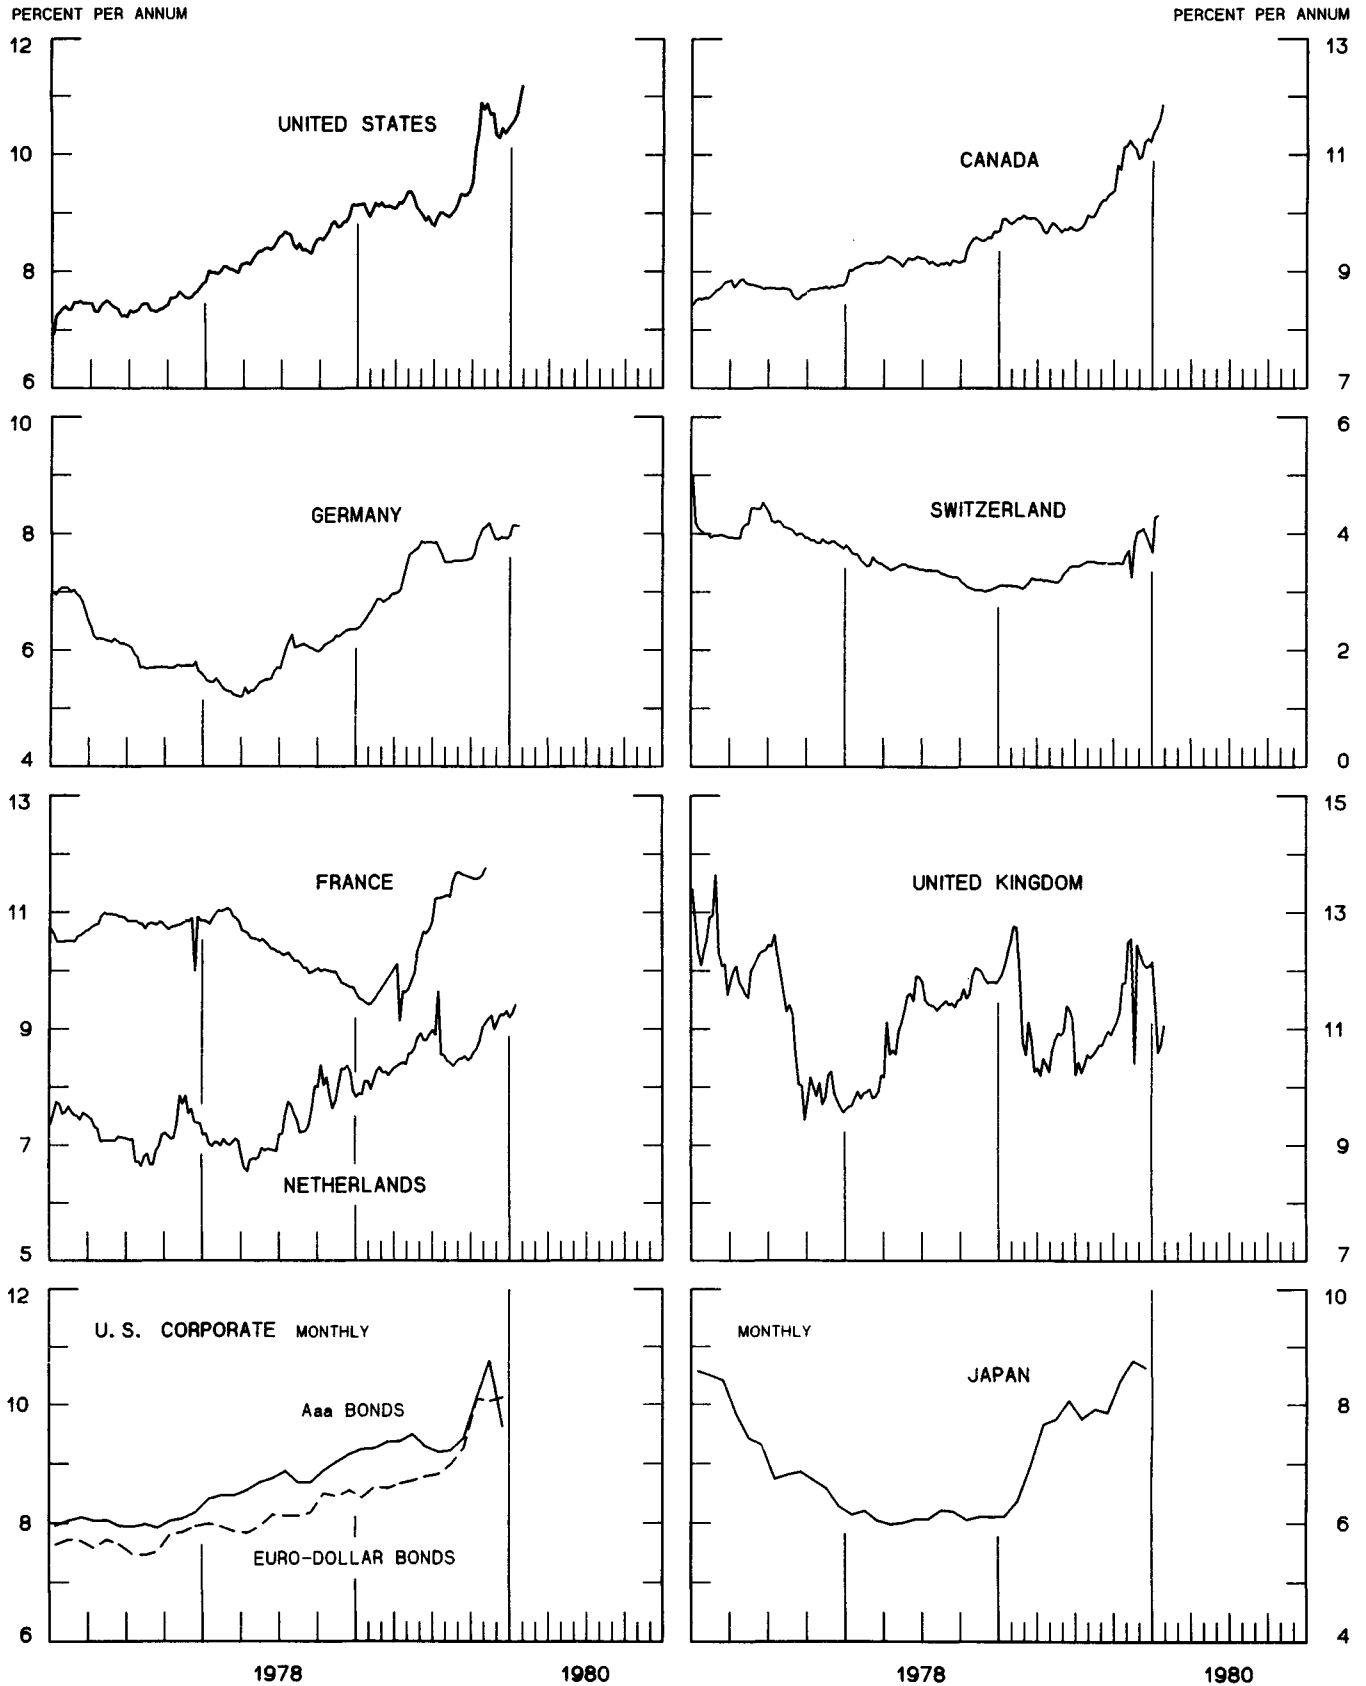 PERCENT PER ANNUM
PERCENT PER ANNUM
12
10
8
6
UNITED STATES
13
11
9
7
CANADA
10
8
6
4
GERMANY
6
4
2
0
SWITZERLAND
13
11
9
7
5
FRANCE
NETHERLANDS
15
13
11
9
7
UNITED KINGDOM
12
10
8
6
U.S. CORPORATE MONTHLY
Aaa BONDS
EURO-DOLLAR BONDS
10
8
6
4
MONTHLY
JAPAN
1978
1980
1978
1980